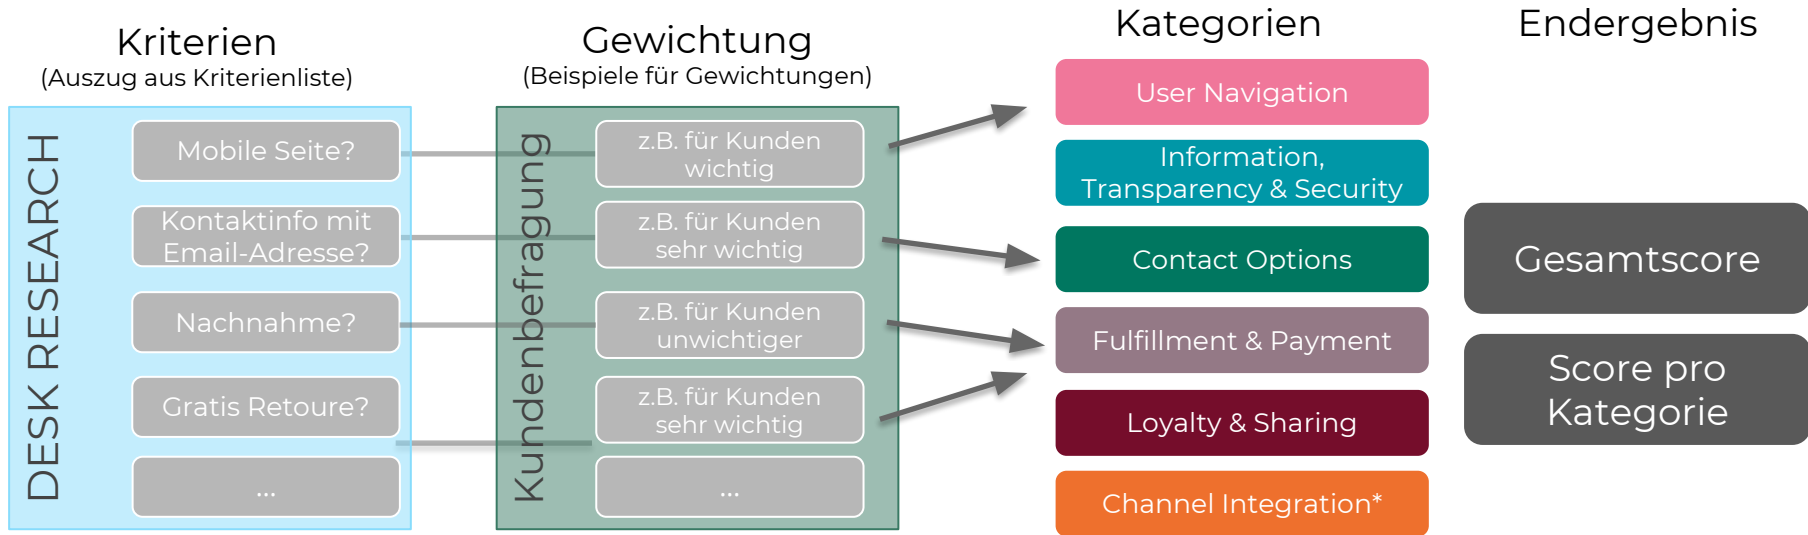 Kriterien
(Auszug aus Kriterienliste)
DESK RESEARCH
Mobile Seite?
Kontaktinfo mit
Email-Adresse?
Nachnahme?
Gratis Retoure?
...
Gewichtung
(Beispiele für Gewichtungen)
Kundenbefragung
z.B. für Kunden
wichtig
z.B. für Kunden
sehr wichtig
z.B. für Kunden
unwichtiger
z.B. für Kunden
sehr wichtig
...
Kategorien
User Navigation
Information,
Transparency & Security
Contact Options
Fulfillment & Payment
Loyalty & Sharing
Channel Integration*
Endergebnis
Gesamtscore
Score pro
Kategorie